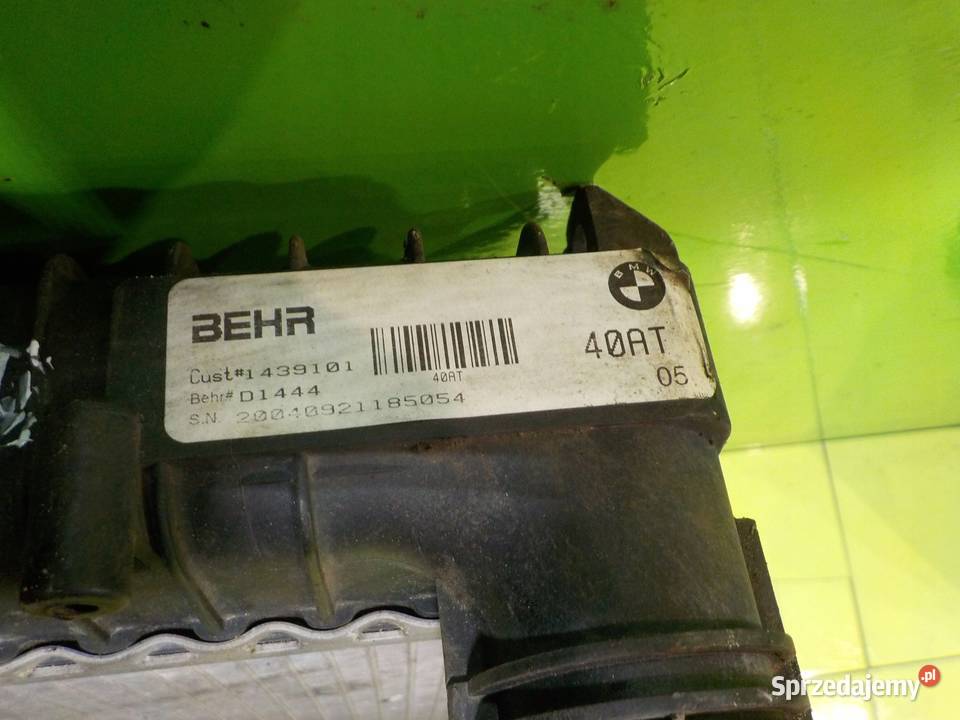 BEHR
BMW
Cust#1439101
40AT
40AT
Behr# D1444
05
S.N. 20040921185054
Sprzedajemy.pl